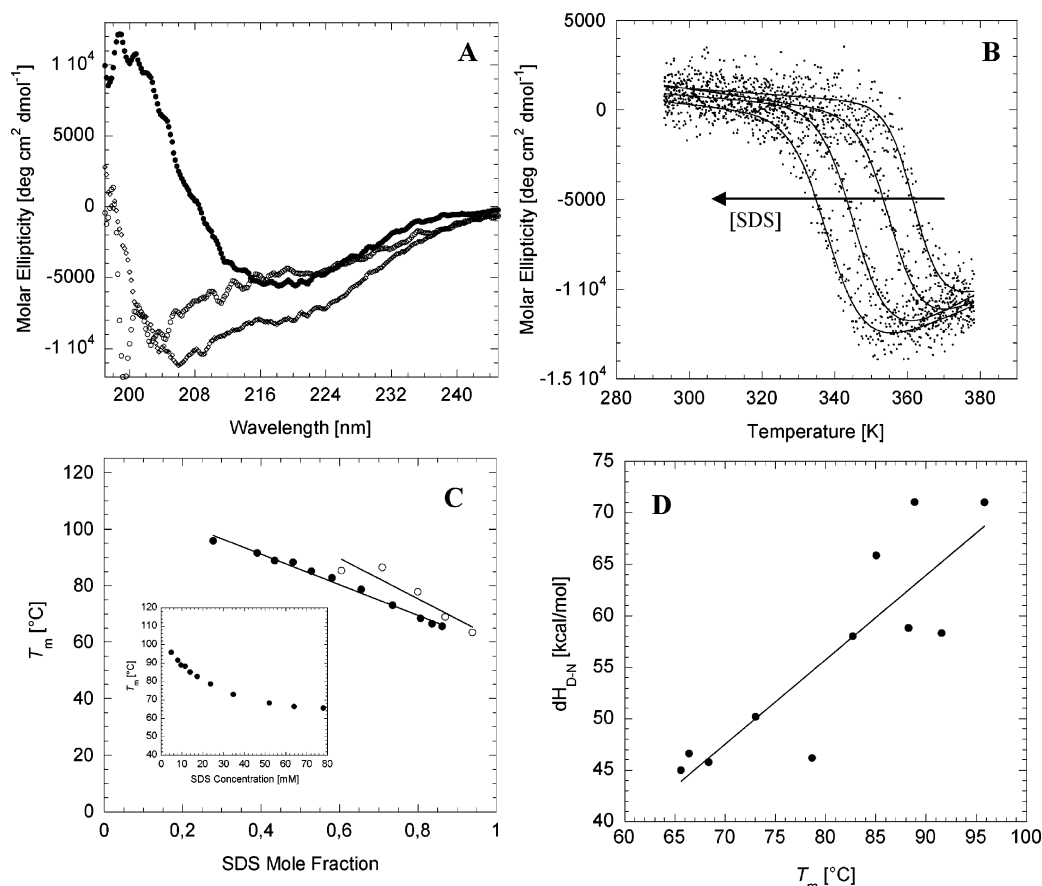 A
Molar Ellipticity [deg cm² dmol⁻¹]
1 10⁴
5000
0
-5000
-1 10⁴
200 208 216 224 232 240
Wavelength [nm]
B
Molar Ellipticity [deg cm² dmol⁻¹]
5000
0
-5000
-1 10⁴
-1.5 10⁴
[SDS]
280 300 320 340 360 380
Temperature [K]
C
Tm [°C]
120
100
80
60
40
20
0
0 0,2 0,4 0,6 0,8 1
SDS Mole Fraction
Tm [°C]
120
110
100
90
80
70
60
50
40
0 10 20 30 40 50 60 70 80
SDS Concentration [mM]
D
dH D-N [kcal/mol]
75
70
65
60
55
50
45
40
60 65 70 75 80 85 90 95 100
Tm [°C]